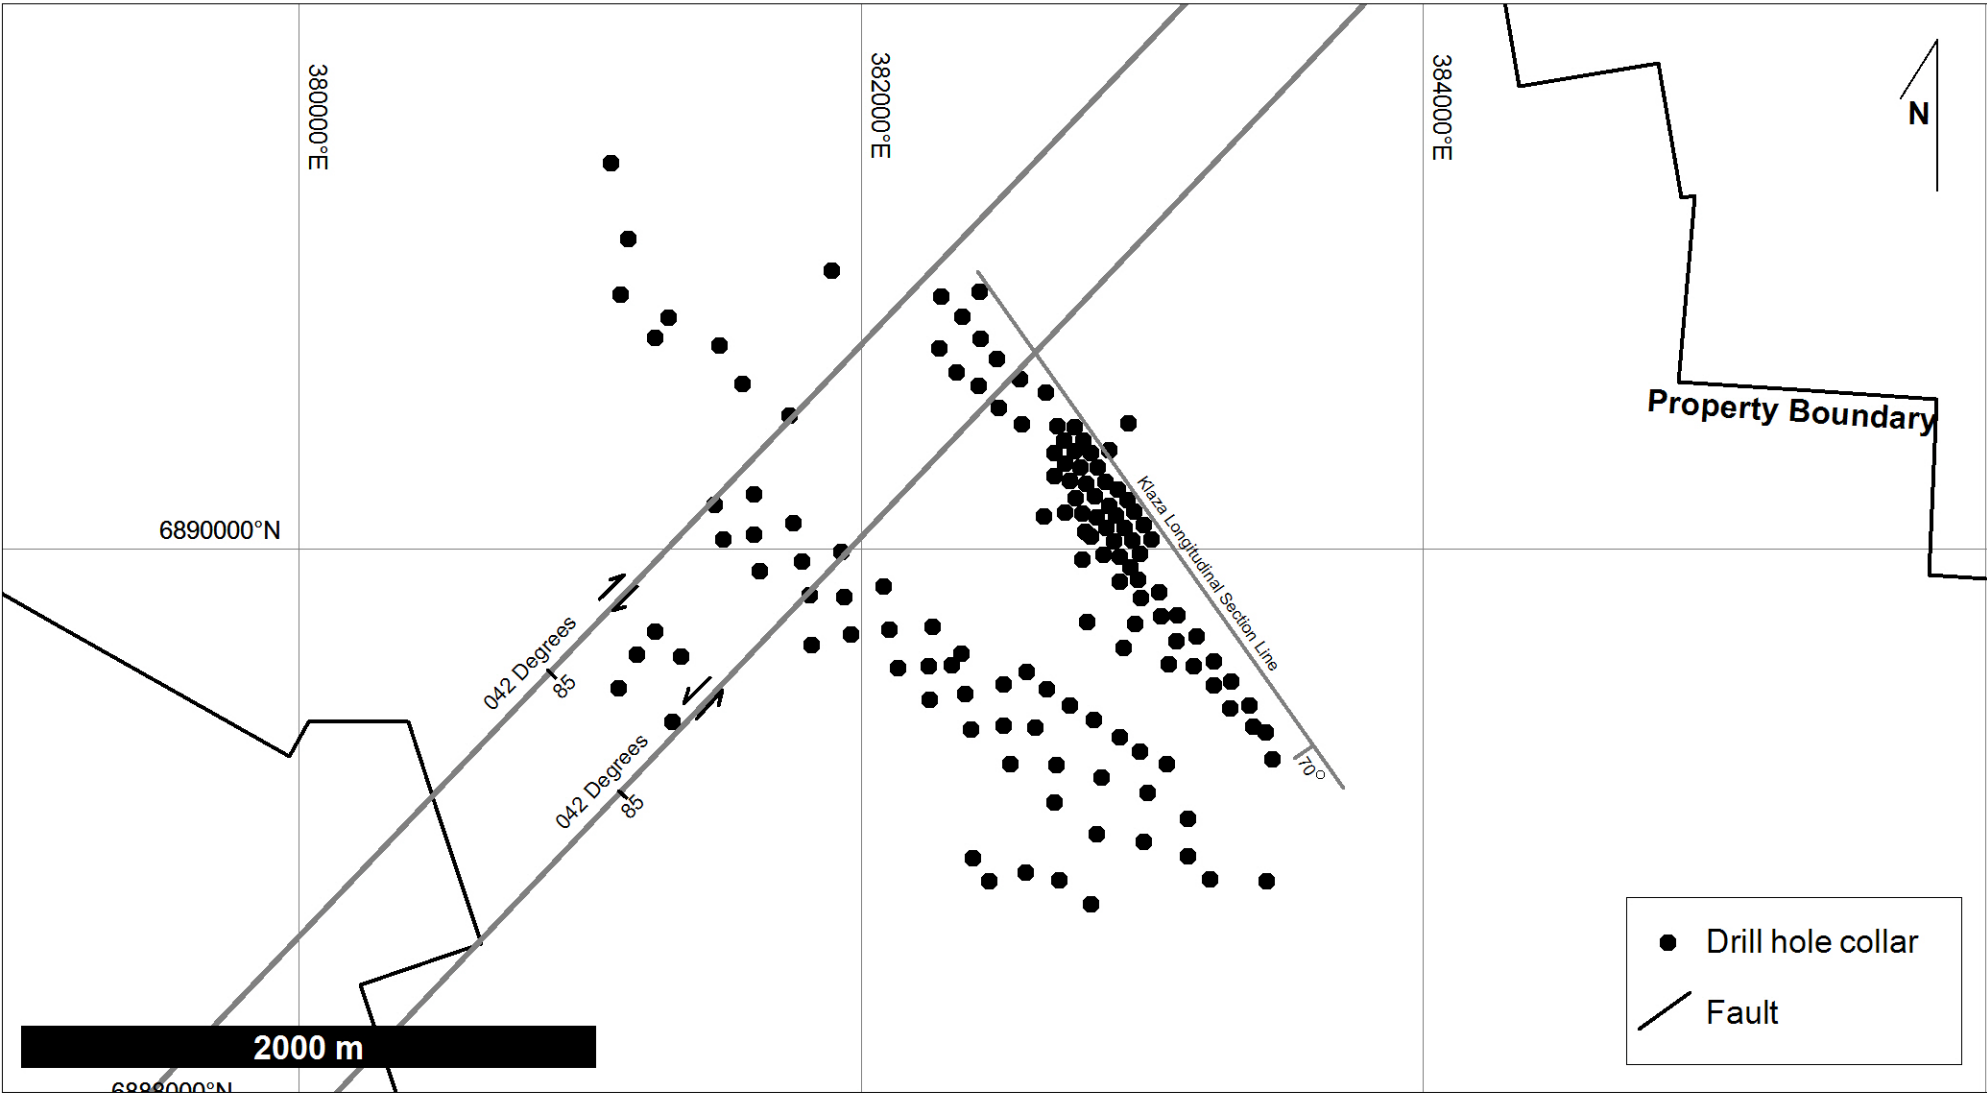 380000°E
382000°E
384000°E
N
Property Boundary
Klaza Longitudinal Section Line
6890000°N
042 Degrees
85
042 Degrees
85
70°
Drill hole collar
Fault
2000 m
6888000°N